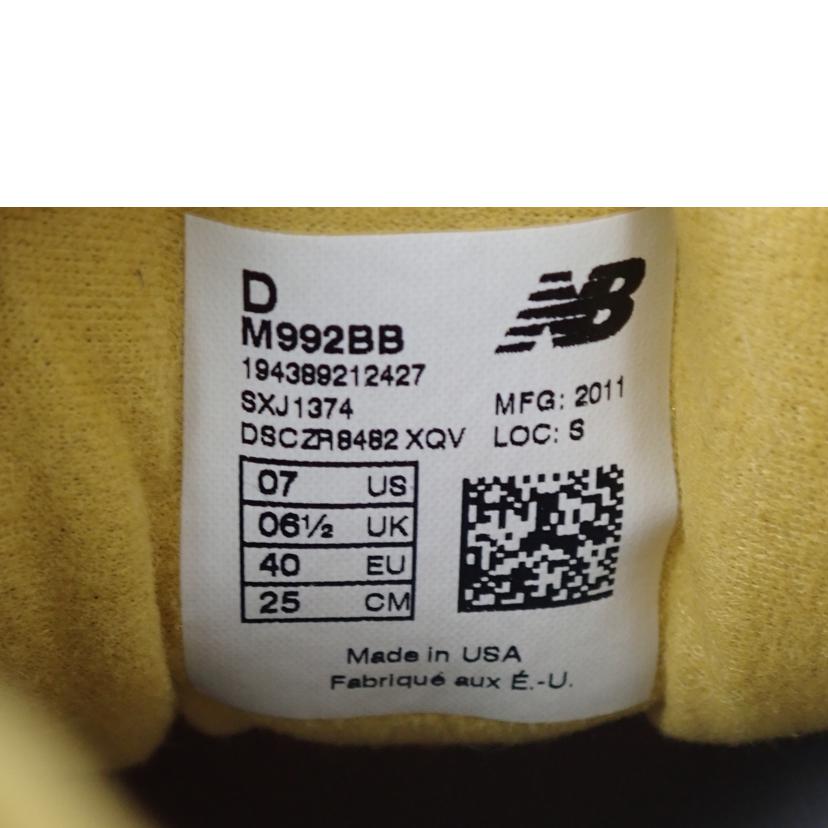 D
NB
M992BB
194389212427
SXJ1374
MFG: 2011
DSCZR8482 XQV
LOC: S
07 US
06½ UK
40 EU
25 CM
Made in USA
Fabriqué aux É.-U.